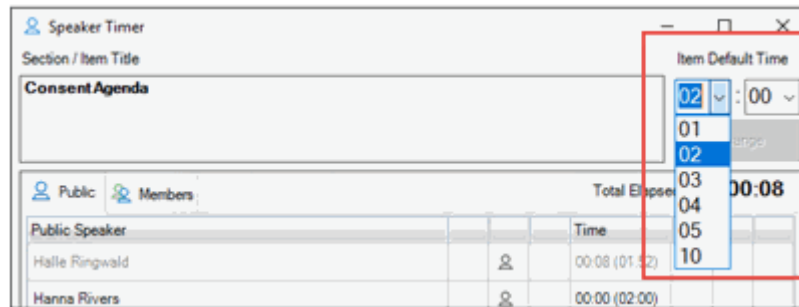 Speaker Timer
Section / Item Title
Item Default Time
Consent Agenda
02 : 00
01
02
03
04
05
10
Public Members
Total 00:08
Public Speaker Time
Halle Ringwald 00:08 (01:52)
Hanna Rivers 00:00 (02:00)